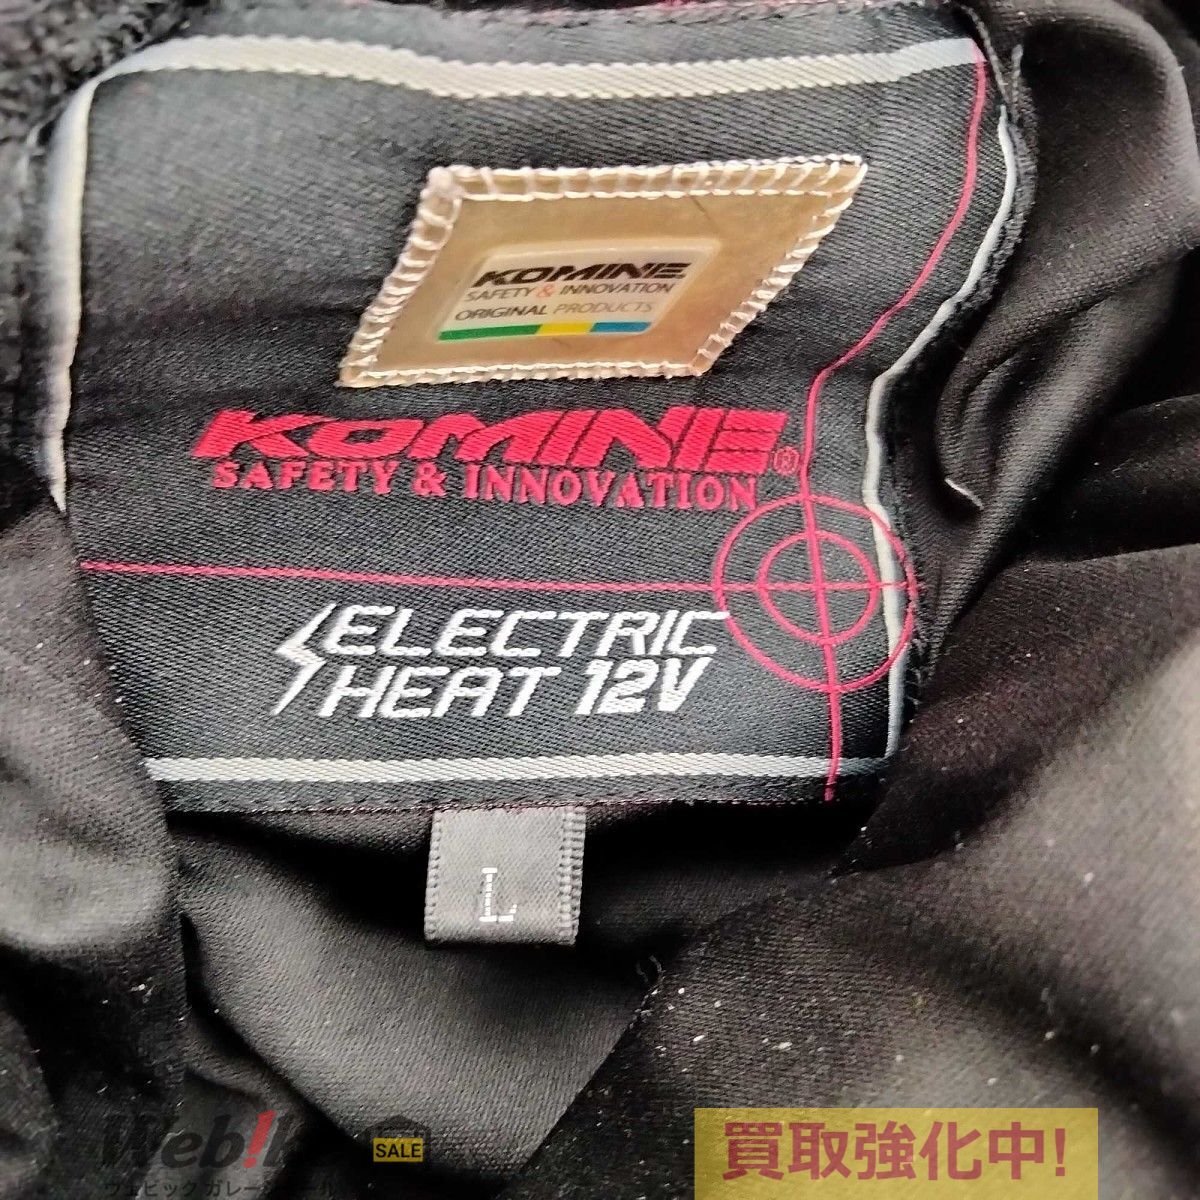 KOMINE
SAFETY & INNOVATION
ORIGINAL PRODUCTS
KOMINE®
SAFETY & INNOVATION
ELECTRIC
HEAT 12V
L
SALE
買取強化中!